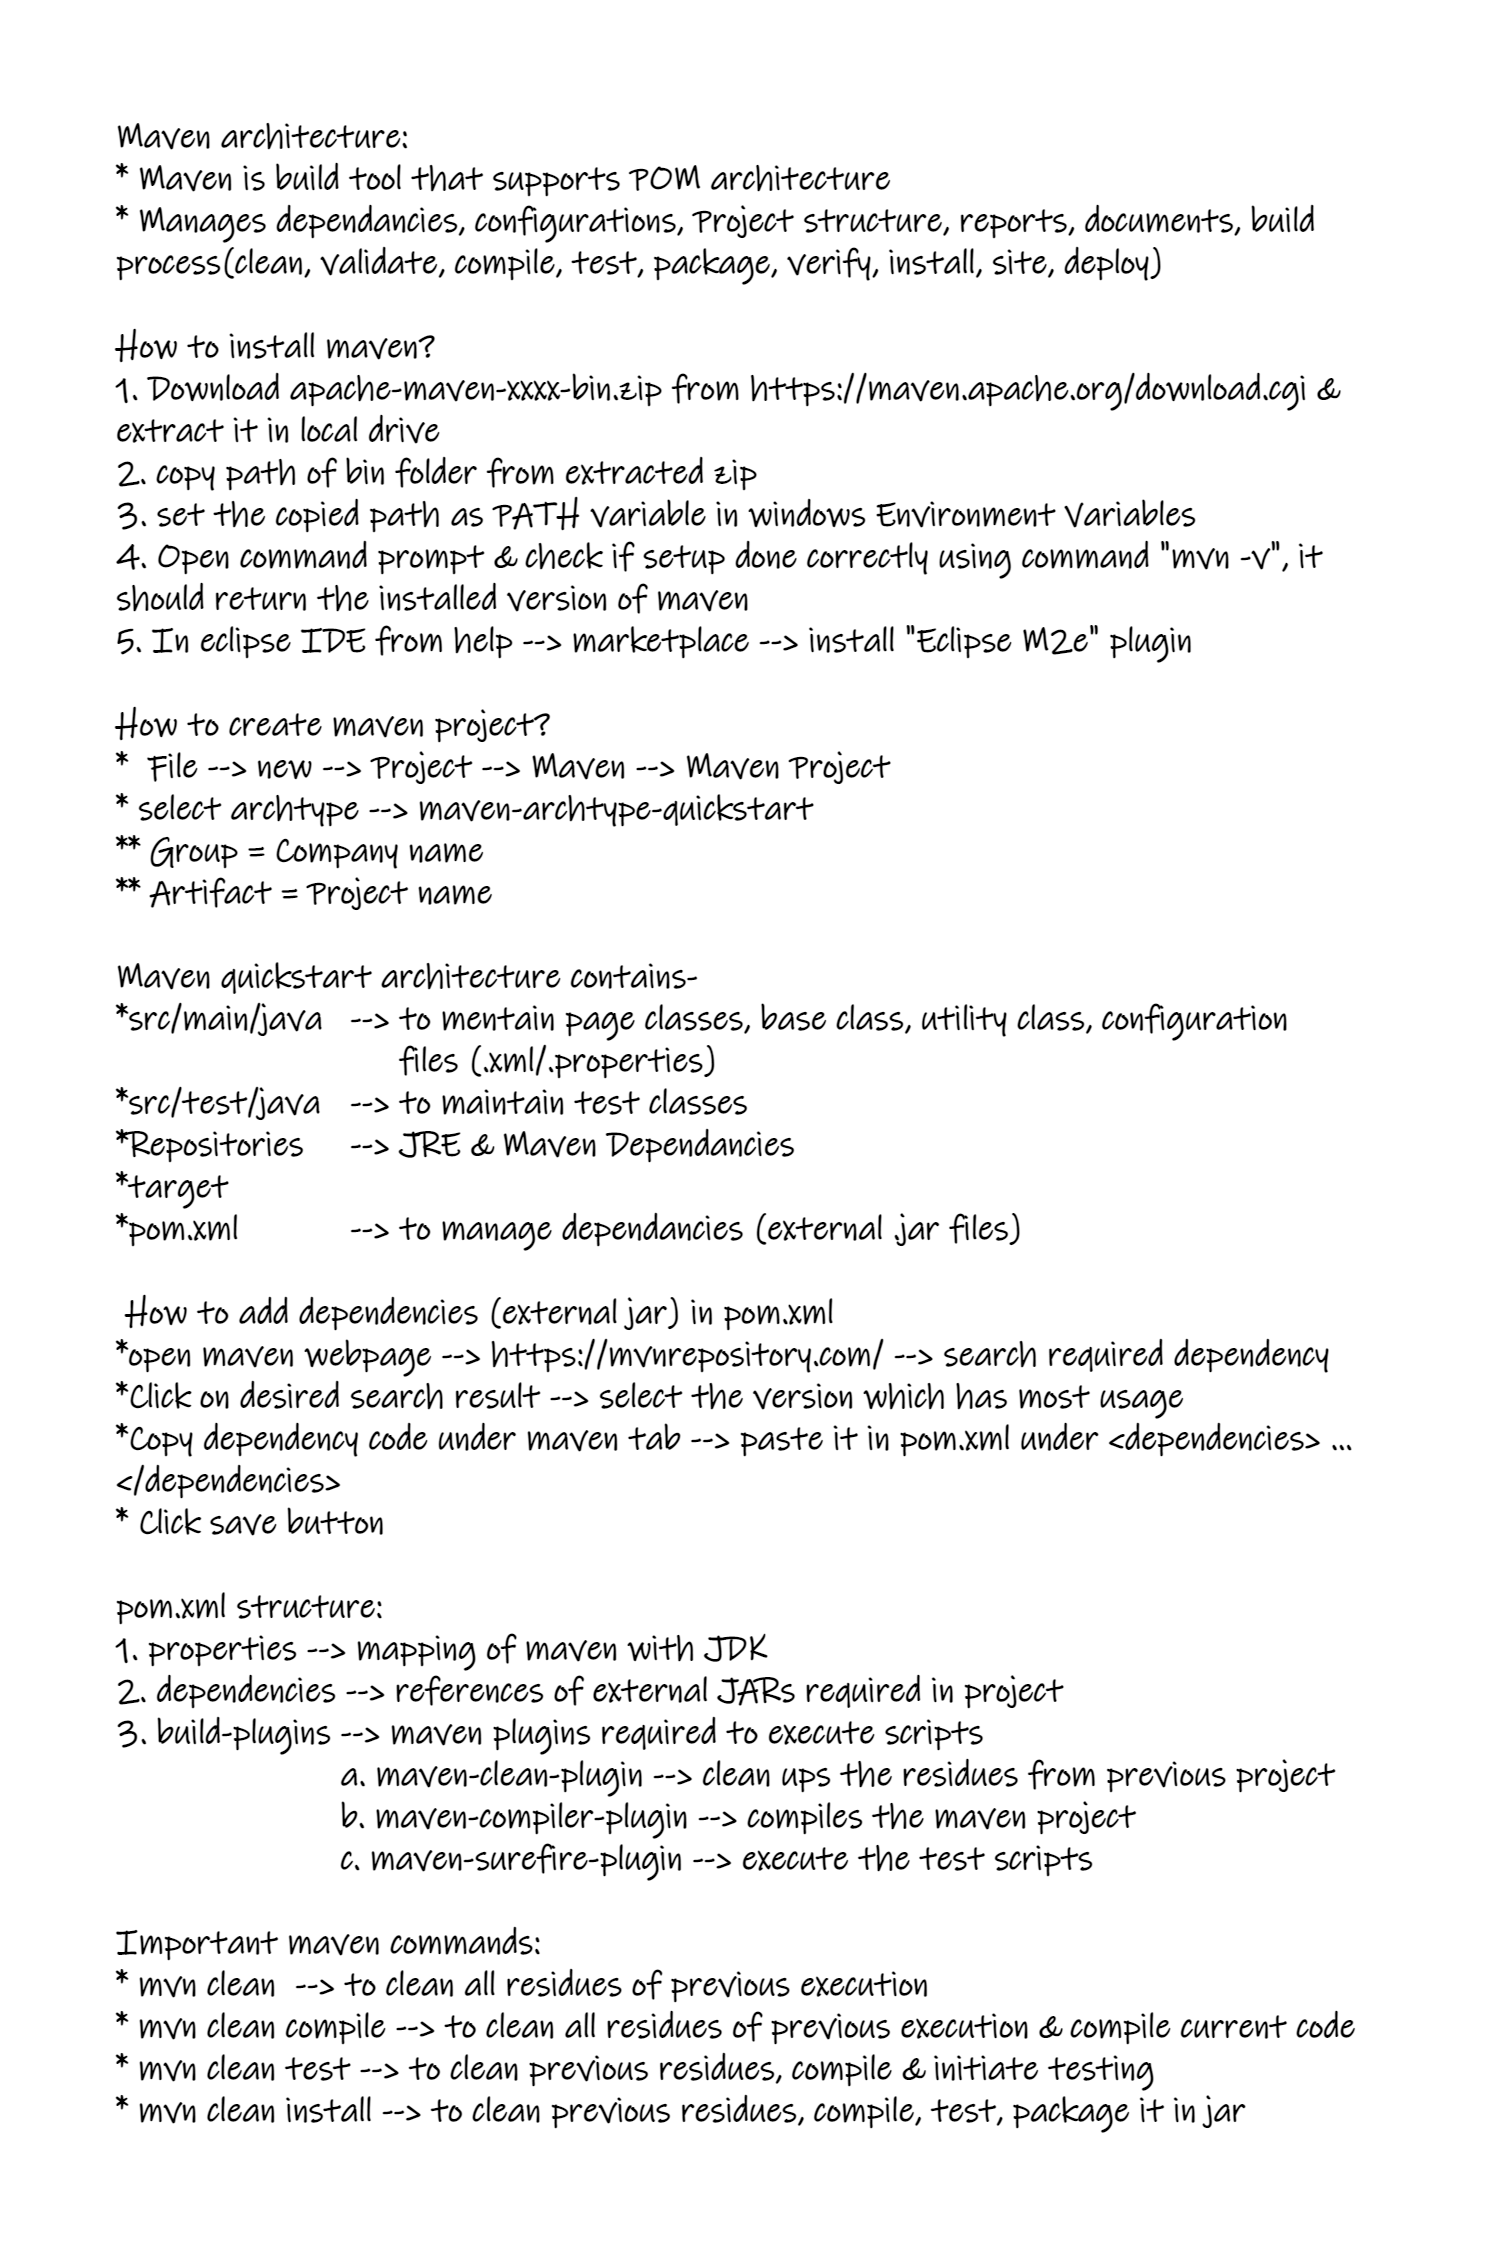 Maven architecture:
* Maven is build tool that supports POM architecture
* Manages dependancies, configurations, Project structure, reports, documents, build
process(clean, validate, compile, test, package, verify, install, site, deploy)
How to install maven?
1. Download apache-maven-xxxx-bin.zip from https://maven.apache.org/download.cgi &
extract it in local drive
2. copy path of bin folder from extracted zip
3. set the copied path as PATH variable in windows Environment Variables
4. Open command prompt & check if setup done correctly using command "mvn -v", it
should return the installed version of maven
5. In eclipse IDE from help --> marketplace --> install "Eclipse M2e" plugin
How to create maven project?
*  File --> new --> Project --> Maven --> Maven Project
* select archtype --> maven-archtype-quickstart
** Group = Company name
** Artifact = Project name
Maven quickstart architecture contains-
*src/main/java --> to mentain page classes, base class, utility class, configuration
files (.xml/.properties)
*src/test/java --> to maintain test classes
*Repositories --> JRE & Maven Dependancies
*target
*pom.xml --> to manage dependancies (external .jar files)
How to add dependencies (external jar) in pom.xml
*open maven webpage --> https://mvnrepository.com/ --> search required dependency
*Click on desired search result --> select the version which has most usage
*Copy dependency code under maven tab --> paste it in pom.xml under <dependencies> ...
</dependencies>
* Click save button
pom.xml structure:
1. properties --> mapping of maven with JDK
2. dependencies --> references of external JARs required in project
3. build-plugins --> maven plugins required to execute scripts
a. maven-clean-plugin --> clean ups the residues from previous project
b. maven-compiler-plugin --> compiles the maven project
c. maven-surefire-plugin --> execute the test scripts
Important maven commands:
* mvn clean  --> to clean all residues of previous execution
* mvn clean compile --> to clean all residues of previous execution & compile current code
* mvn clean test --> to clean previous residues, compile & initiate testing
* mvn clean install --> to clean previous residues, compile, test, package it in jar